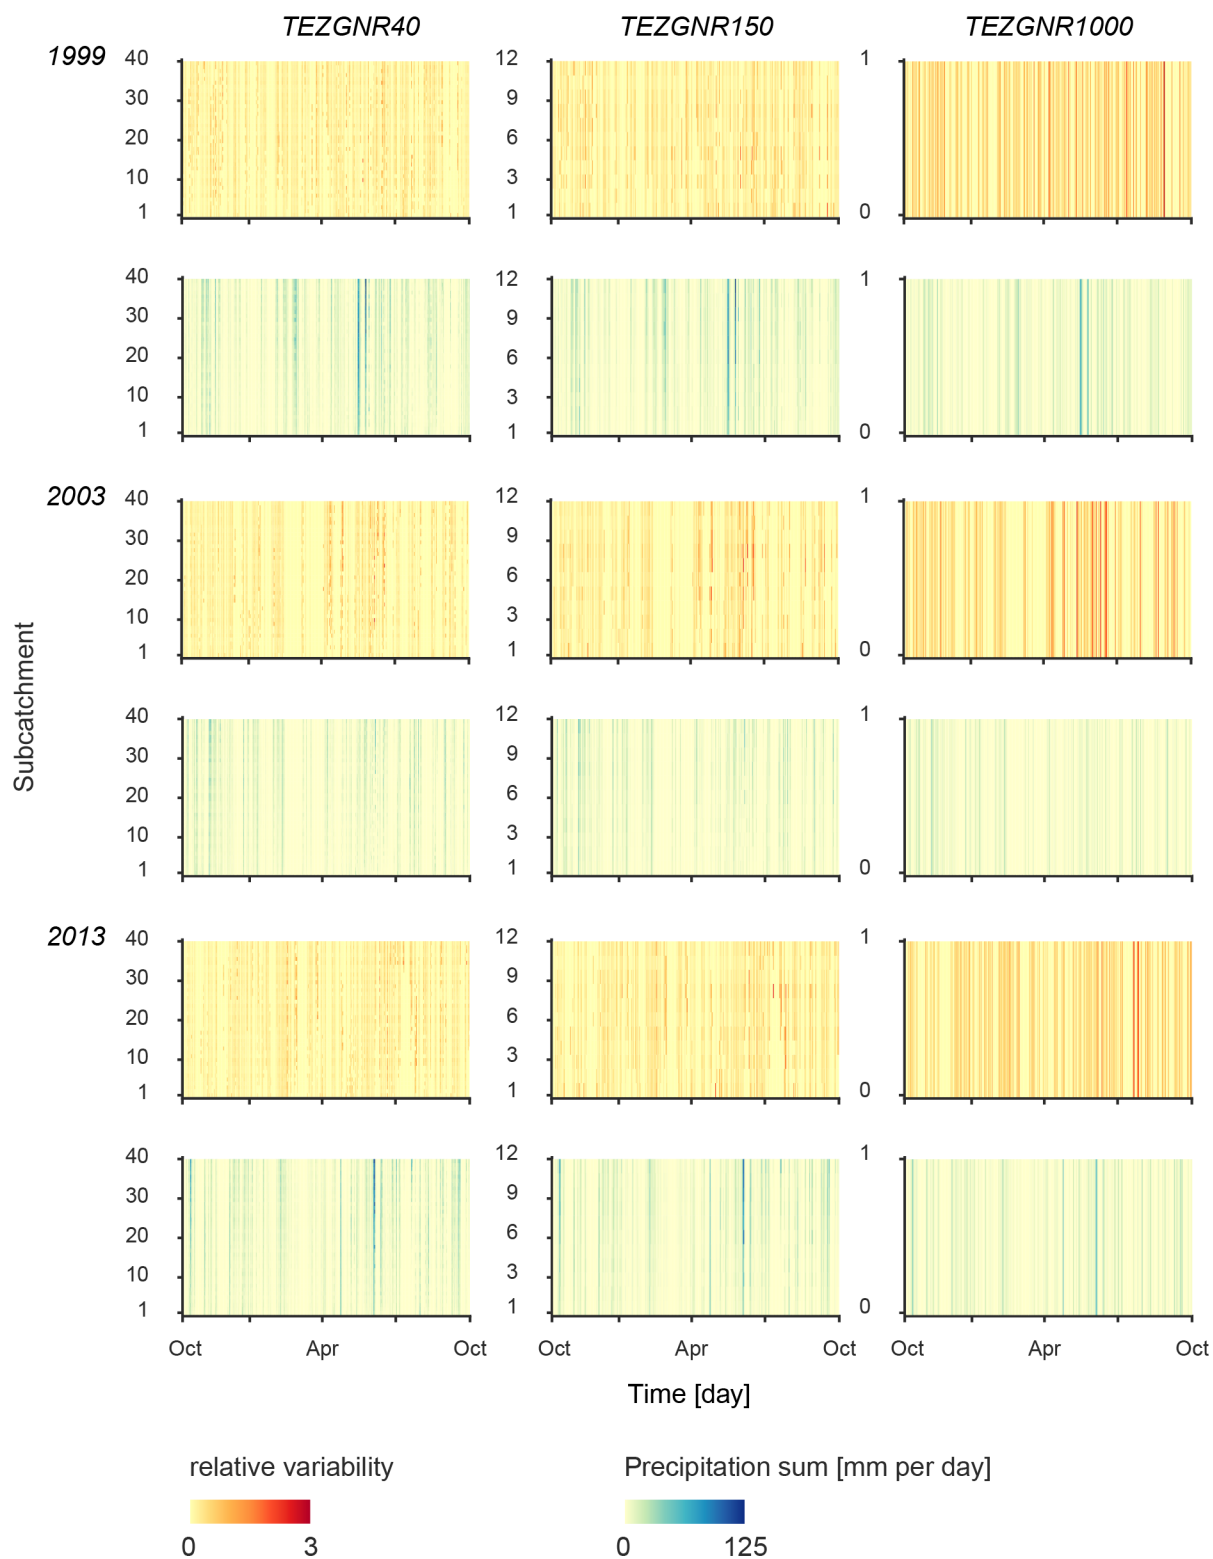 TEZGNR40 TEZGNR150 TEZGNR1000
1999
40 12 1
30 9
20 6
10 3
1 1 0
40 12 1
30 9
20 6
10 3
1 1 0
2003
40 12 1
30 9
20 6
10 3
1 1 0
Subcatchment
40 12 1
30 9
20 6
10 3
1 1 0
2013
40 12 1
30 9
20 6
10 3
1 1 0
40 12 1
30 9
20 6
10 3
1 1 0
Oct Apr Oct Oct Apr Oct Oct Apr Oct
Time [day]
relative variability Precipitation sum [mm per day]
0 3 0 125